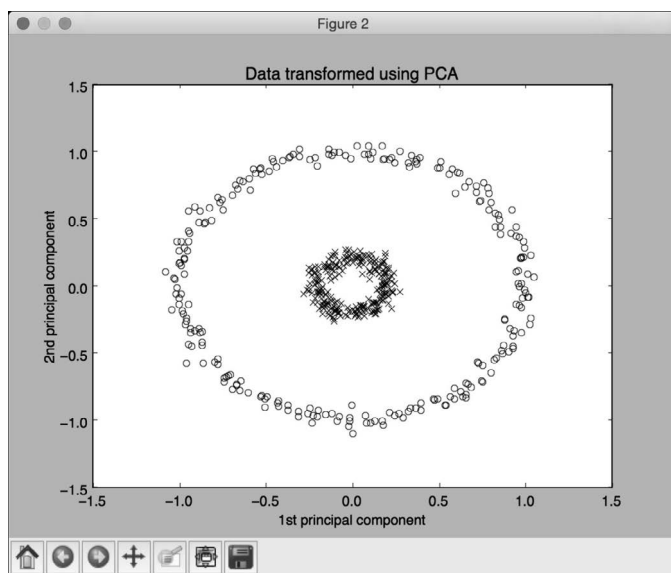 Figure 2
Data transformed using PCA
1.5
1.0
0.5
0.0
−0.5
−1.0
−1.5
2nd principal component
−1.5 −1.0 −0.5 0.0 0.5 1.0 1.5
1st principal component